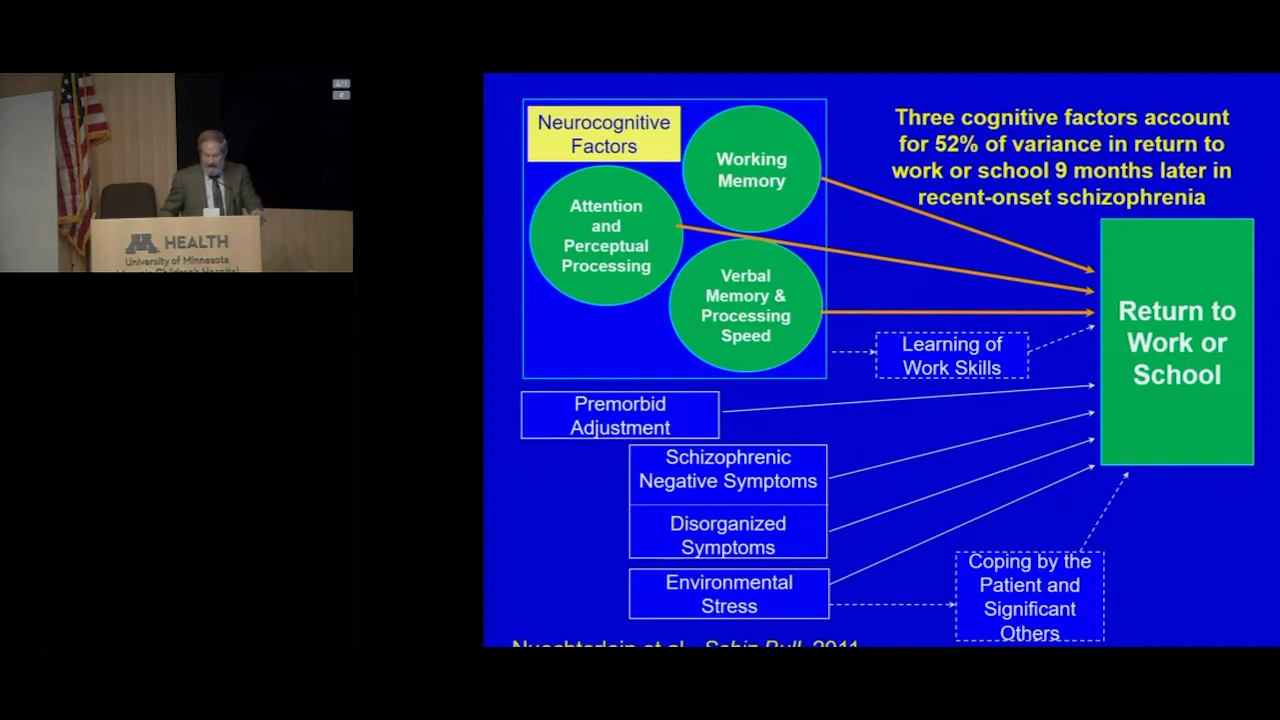 M HEALTH
University of Minnesota
Neurocognitive
Factors
Working
Memory
Attention
and
Perceptual
Processing
Verbal
Memory &
Processing
Speed
Three cognitive factors account
for 52% of variance in return to
work or school 9 months later in
recent-onset schizophrenia
Return to
Work or
School
Learning of
Work Skills
Premorbid
Adjustment
Schizophrenic
Negative Symptoms
Disorganized
Symptoms
Environmental
Stress
Coping by the
Patient and
Significant
Others
Nuechterlein et al., Schiz Bull, 2011